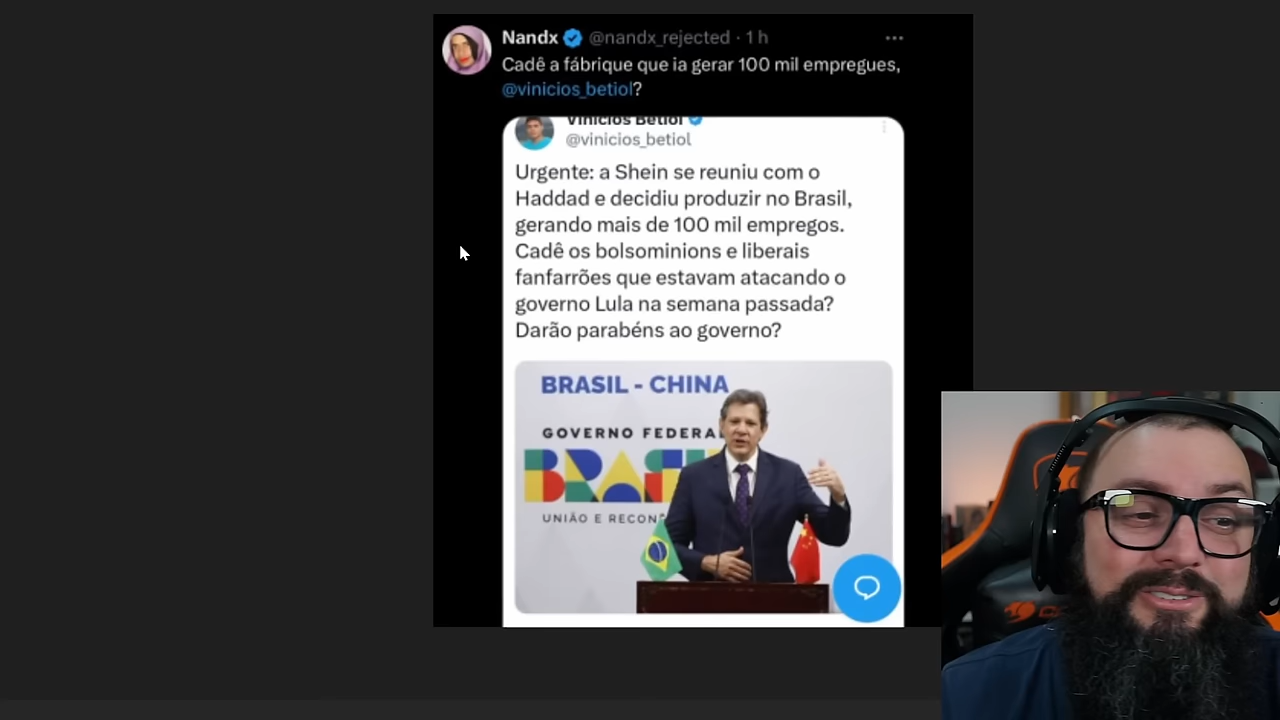 Nandx @nandx_rejected · 1 h
Cadê a fábrique que ia gerar 100 mil empregues,
@vinicios_betiol?
Vinicios Betiol
@vinicios_betiol
Urgente: a Shein se reuniu com o
Haddad e decidiu produzir no Brasil,
gerando mais de 100 mil empregos.
Cadê os bolsominions e liberais
fanfarrões que estavam atacando o
governo Lula na semana passada?
Darão parabéns ao governo?
BRASIL - CHINA
GOVERNO FEDERA
BRASI
UNIÃO E RECON